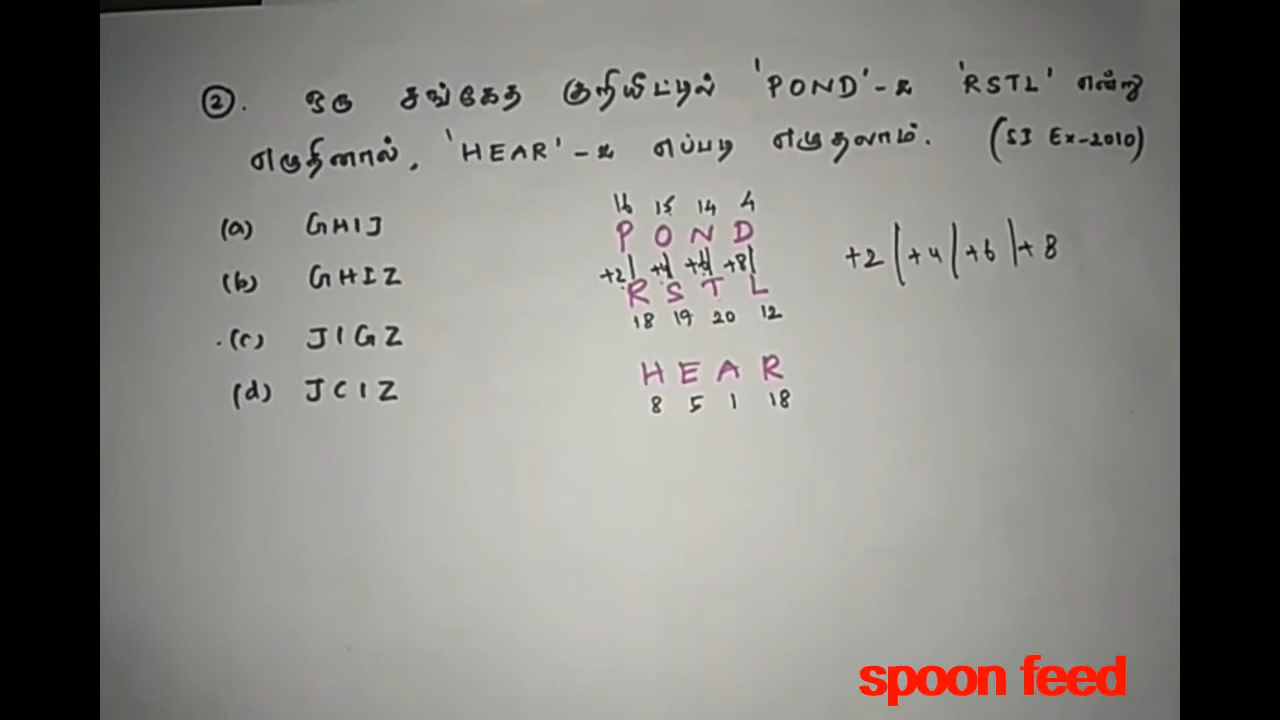 ②. ஒரு சங்கேத குறியீட்டில் 'POND'-ஐ 'RSTL' என்று
எழுதினால், 'HEAR'-ஐ எப்படி எழுதலாம். (SI Ex-2010)
(a) GHIJ
(b) GHIZ
(c) JIGZ
(d) JCIZ
16 15 14 4
P O N D
+2| +4| +6| +8|
R S T L
18 19 20 12
H E A R
8 5 1 18
+2 | +4 | +6 | + 8
spoon feed